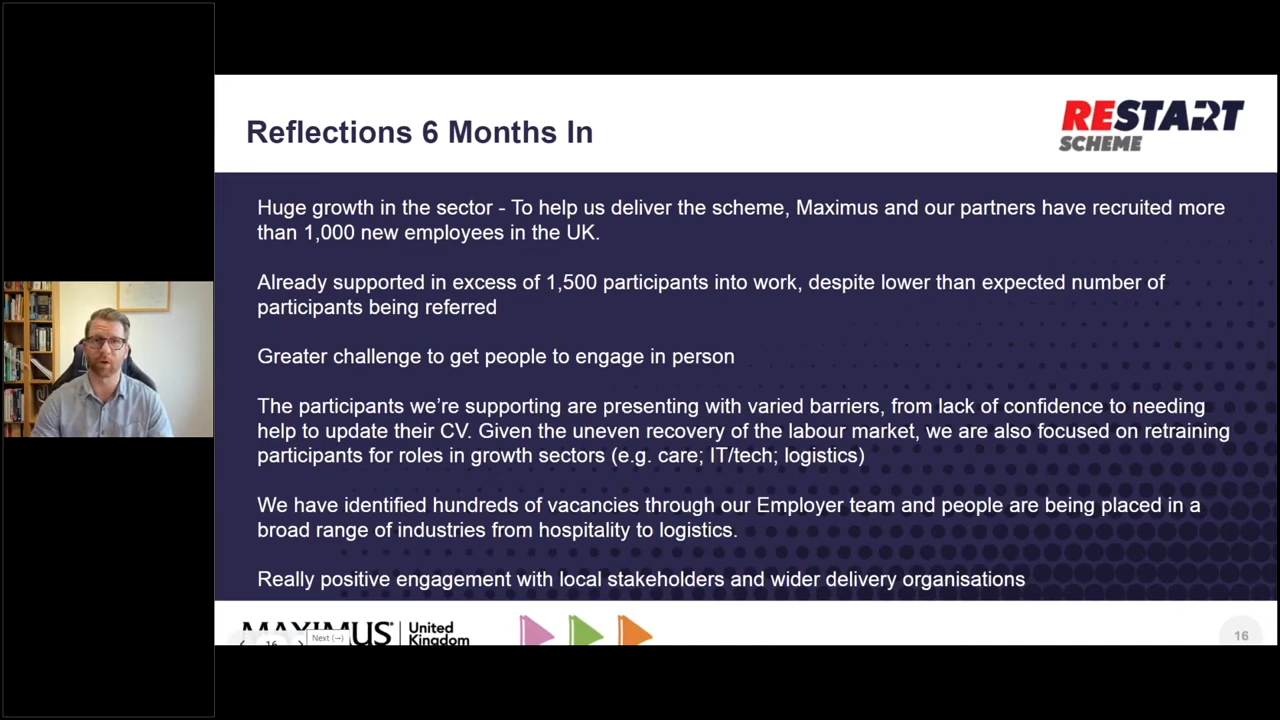 Reflections 6 Months In
RESTART
SCHEME
Huge growth in the sector - To help us deliver the scheme, Maximus and our partners have recruited more
than 1,000 new employees in the UK.
Already supported in excess of 1,500 participants into work, despite lower than expected number of
participants being referred
Greater challenge to get people to engage in person
The participants we’re supporting are presenting with varied barriers, from lack of confidence to needing
help to update their CV. Given the uneven recovery of the labour market, we are also focused on retraining
participants for roles in growth sectors (e.g. care; IT/tech; logistics)
We have identified hundreds of vacancies through our Employer team and people are being placed in a
broad range of industries from hospitality to logistics.
Really positive engagement with local stakeholders and wider delivery organisations
MAXIMUS
United
Kingdom
16
Next (→)
16